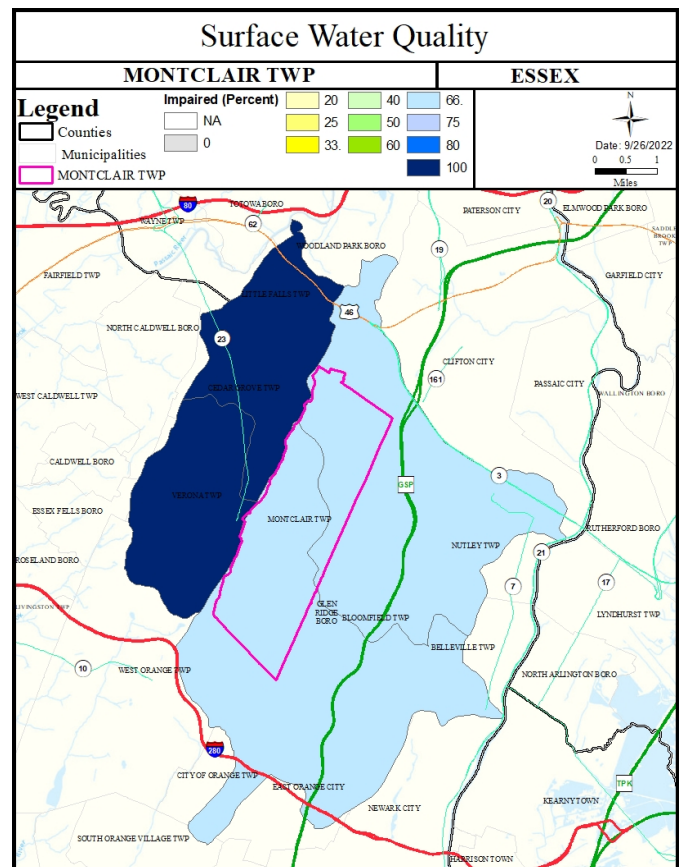 Surface Water Quality
MONTCLAIR TWP
ESSEX
Legend
Counties
Municipalities
MONTCLAIR TWP
Impaired (Percent)
NA
0
20
25
33.
40
50
60
66.
75
80
100
N
Date: 9/26/2022
0 0.5 1
Miles
80
TOTOWA BORO
WAYNE TWP
62
PATERSON CITY
20
ELMWOOD PARK BORO
SADDLE
BROOK
TWP
WOODLAND PARK BORO
19
Passaic River
FAIRFIELD TWP
GARFIELD CITY
LITTLE FALLS TWP
46
NORTH CALDWELL BORO
23
CLIFTON CITY
161
PASSAIC CITY
WALLINGTON BORO
WEST CALDWELL TWP
CEDAR GROVE TWP
CALDWELL BORO
3
GSP
VERONA TWP
ESSEX FELLS BORO
MONTCLAIR TWP
RUTHERFORD BORO
NUTLEY TWP
21
ROSELAND BORO
7
17
LIVINGSTON TWP
GLEN
RIDGE
BORO
BLOOMFIELD TWP
LYNDHURST TWP
BELLEVILLE TWP
10
WEST ORANGE TWP
NORTH ARLINGTON BORO
280
CITY OF ORANGE TWP
EAST ORANGE CITY
TPK
NEWARK CITY
KEARNY TOWN
SOUTH ORANGE VILLAGE TWP
HARRISON TOWN